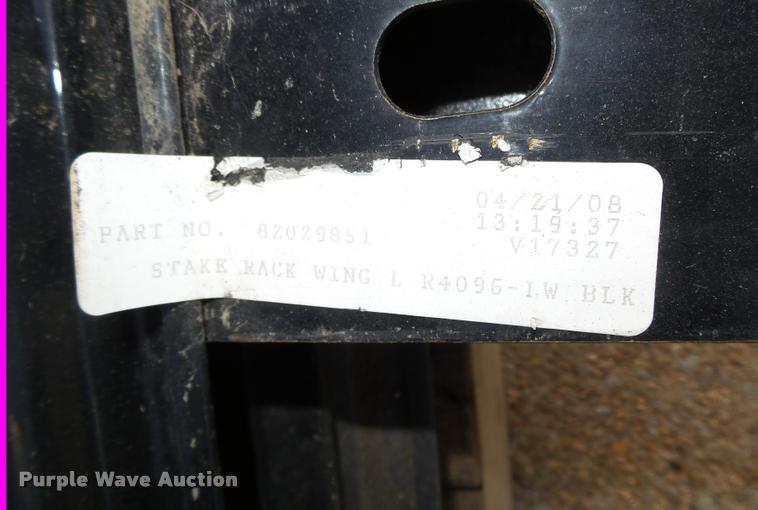 04/21/08
13:19:37
PART NO. 82029851
V17327
STAKE RACK WING L R4096-LW BLK
Purple Wave Auction